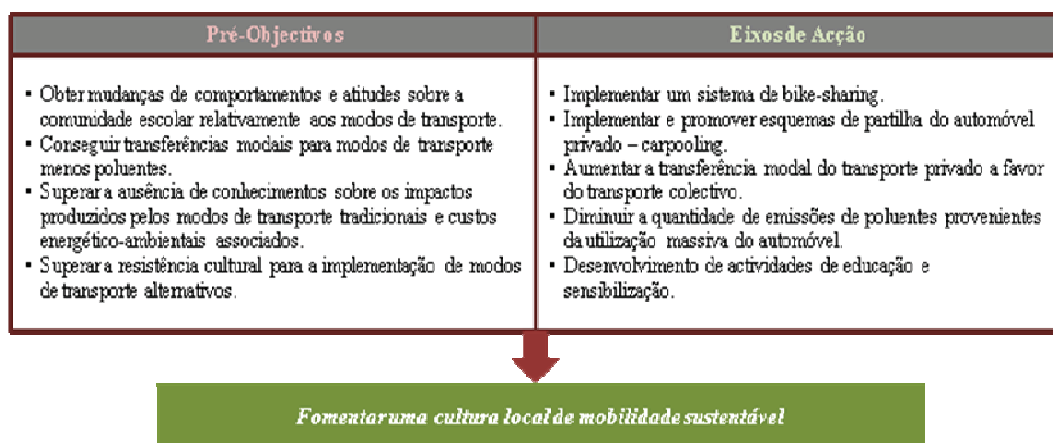 Pré-Objectivos
Eixos de Acção
▪ Obter mudanças de comportamentos e atitudes sobre a
comunidade escolar relativamente aos modos de transporte.
▪ Conseguir transferências modais para modos de transporte
menos poluentes.
▪ Superar a ausência de conhecimentos sobre os impactos
produzidos pelos modos de transporte tradicionais e custos
energético-ambientais associados.
▪ Superar a resistência cultural para a implementação de modos
de transporte alternativos.
▪ Implementar um sistema de bike-sharing.
▪ Implementar e promover esquemas de partilha do automóvel
privado – carpooling.
▪ Aumentar a transferência modal do transporte privado a favor
do transporte colectivo.
▪ Diminuir a quantidade de emissões de poluentes provenientes
da utilização massiva do automóvel.
▪ Desenvolvimento de actividades de educação e
sensibilização.
Fomentar uma cultura local de mobilidade sustentável